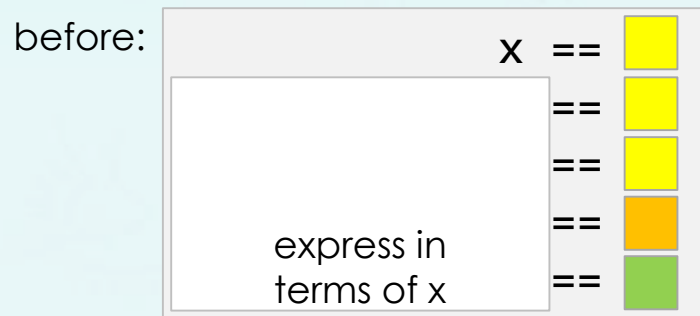 before:
x ==
==
==
==
express in
terms of x
==